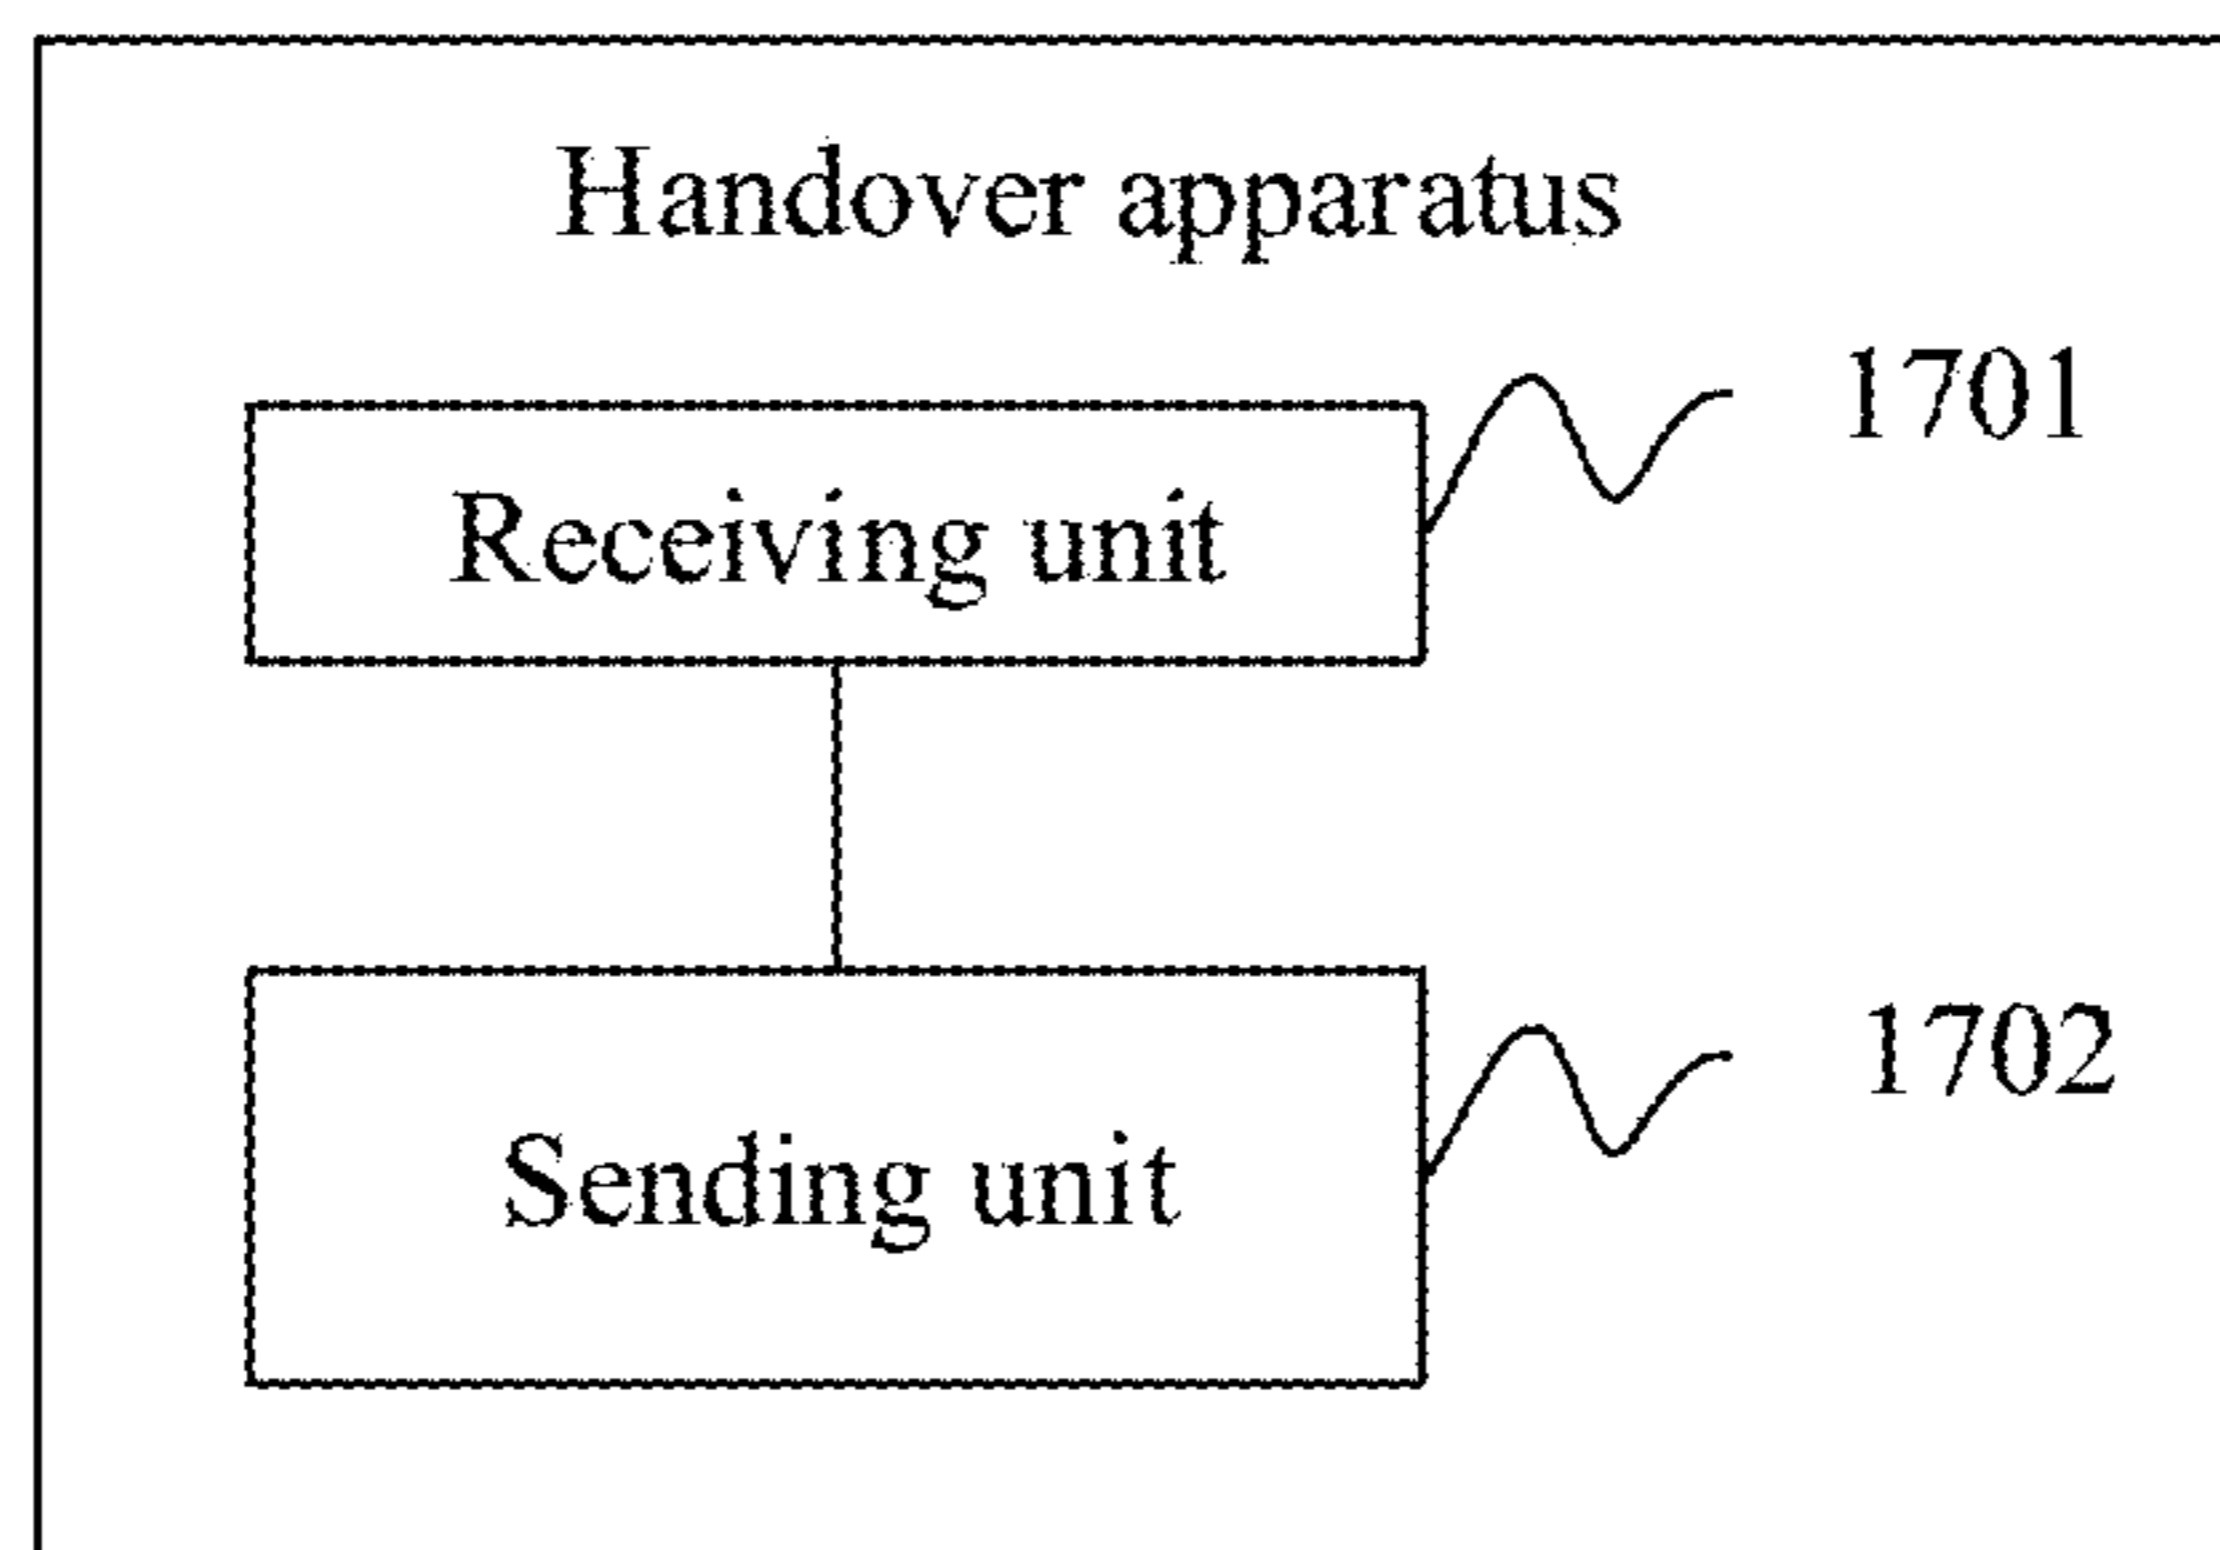 Handover apparatus
1701
Receiving unit
1702
Sending unit